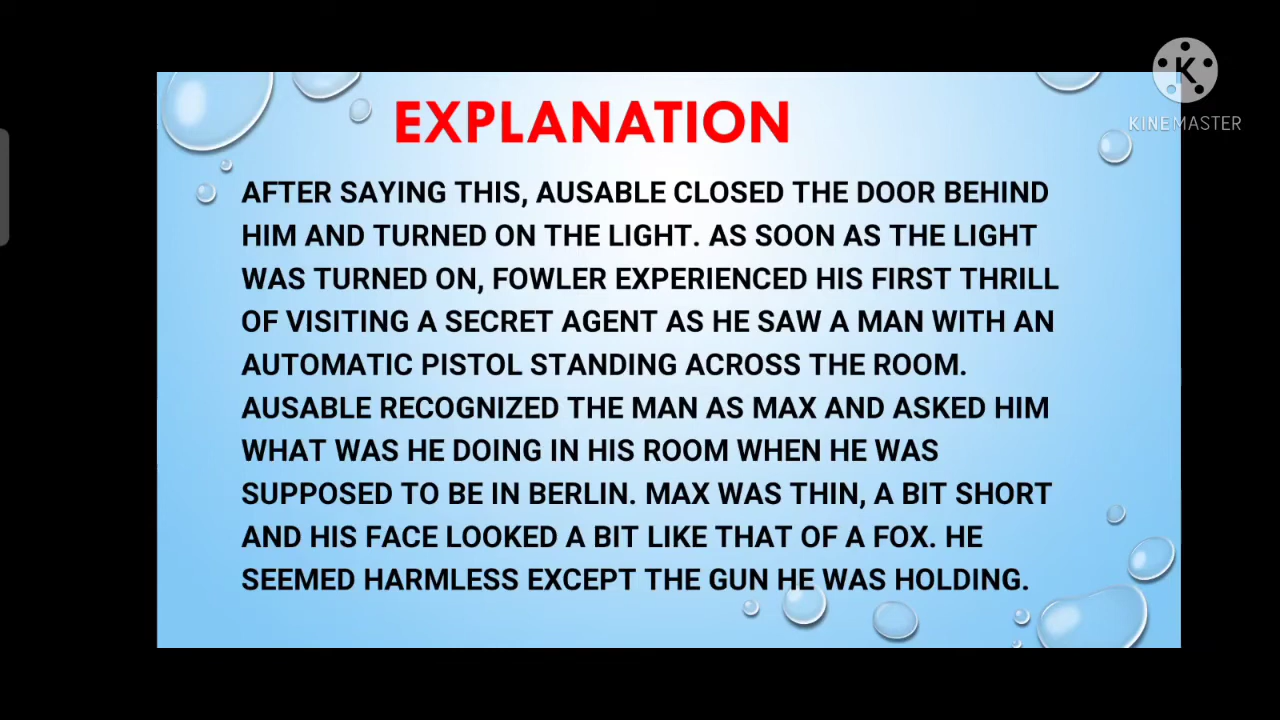 EXPLANATION
K
KINEMASTER
AFTER SAYING THIS, AUSABLE CLOSED THE DOOR BEHIND
HIM AND TURNED ON THE LIGHT. AS SOON AS THE LIGHT
WAS TURNED ON, FOWLER EXPERIENCED HIS FIRST THRILL
OF VISITING A SECRET AGENT AS HE SAW A MAN WITH AN
AUTOMATIC PISTOL STANDING ACROSS THE ROOM.
AUSABLE RECOGNIZED THE MAN AS MAX AND ASKED HIM
WHAT WAS HE DOING IN HIS ROOM WHEN HE WAS
SUPPOSED TO BE IN BERLIN. MAX WAS THIN, A BIT SHORT
AND HIS FACE LOOKED A BIT LIKE THAT OF A FOX. HE
SEEMED HARMLESS EXCEPT THE GUN HE WAS HOLDING.